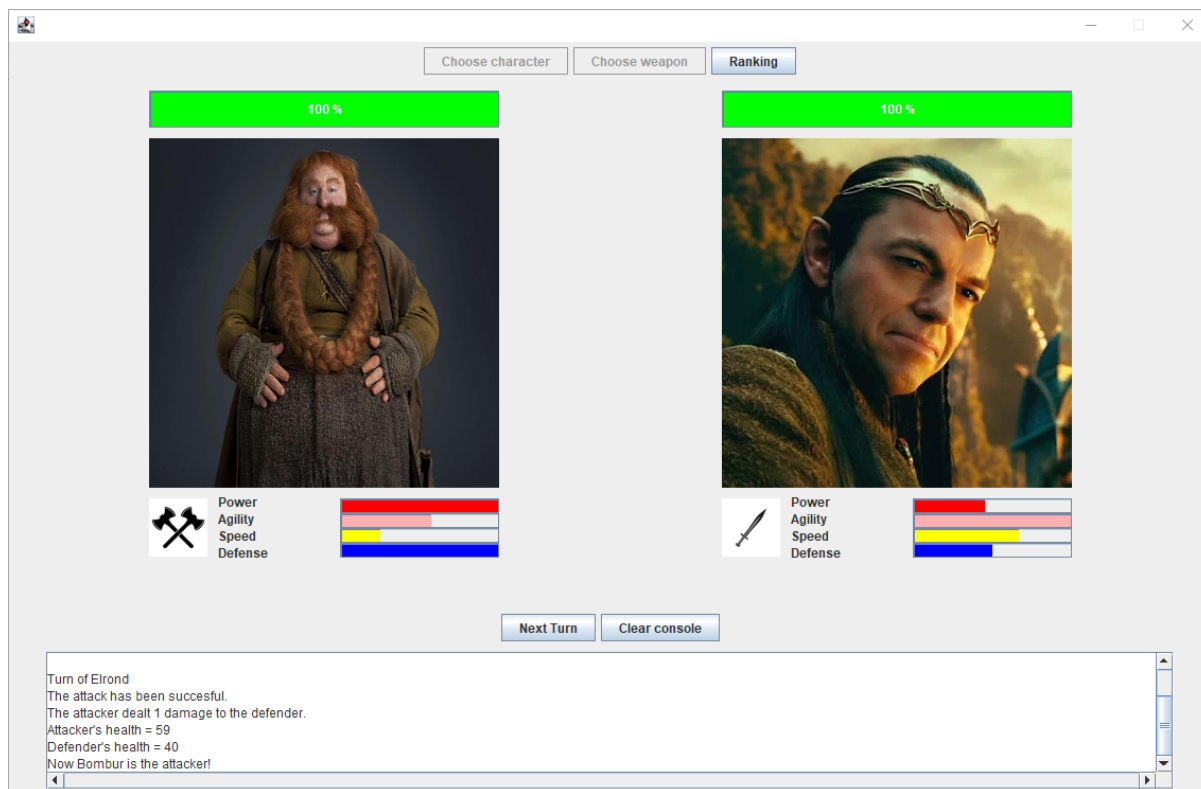 Choose character Choose weapon Ranking
100 % 100 %
Power Power
Agility Agility
Speed Speed
Defense Defense
Next Turn Clear console
Turn of Elrond
The attack has been succesful.
The attacker dealt 1 damage to the defender.
Attacker's health = 59
Defender's health = 40
Now Bombur is the attacker!